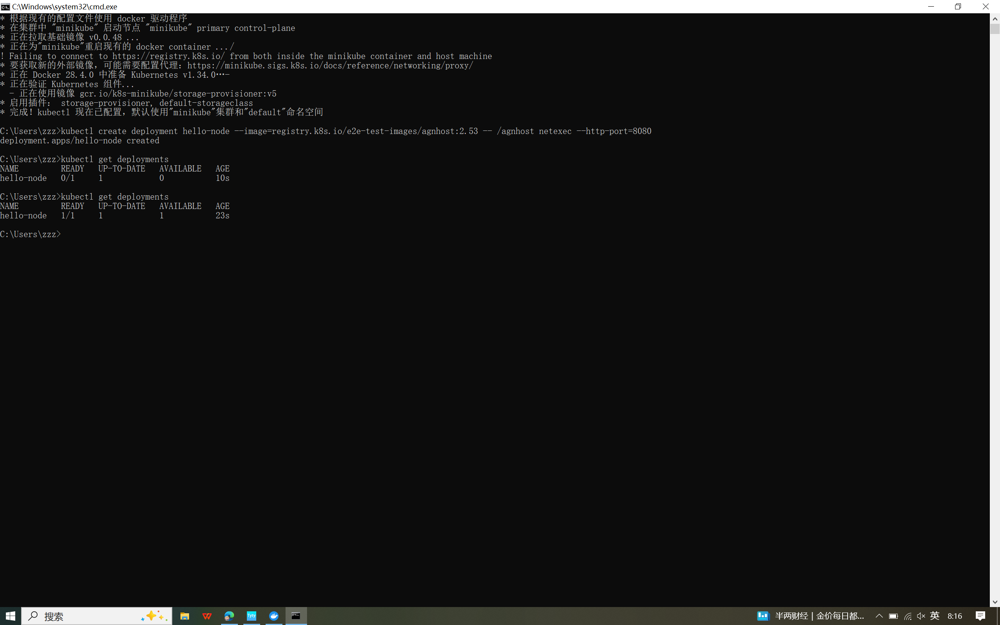 C:\Windows\system32\cmd.exe
* 根据现有的配置文件使用 docker 驱动程序
* 在集群中 "minikube" 启动节点 "minikube" primary control-plane
* 正在拉取基础镜像 v0.0.48 ...
* 正在为"minikube"重启现有的 docker container .../
! Failing to connect to https://registry.k8s.io/ from both inside the minikube container and host machine
* 要获取新的外部镜像，可能需要配置代理：https://minikube.sigs.k8s.io/docs/reference/networking/proxy/
* 正在 Docker 28.4.0 中准备 Kubernetes v1.34.0…-
* 正在验证 Kubernetes 组件...
  - 正在使用镜像 gcr.io/k8s-minikube/storage-provisioner:v5
* 启用插件： storage-provisioner, default-storageclass
* 完成！kubectl 现在已配置，默认使用"minikube"集群和"default"命名空间
C:\Users\zzz>kubectl create deployment hello-node --image=registry.k8s.io/e2e-test-images/agnhost:2.53 -- /agnhost netexec --http-port=8080
deployment.apps/hello-node created
C:\Users\zzz>kubectl get deployments
NAME         READY   UP-TO-DATE   AVAILABLE   AGE
hello-node   0/1     1            0           10s
C:\Users\zzz>kubectl get deployments
NAME         READY   UP-TO-DATE   AVAILABLE   AGE
hello-node   1/1     1            1           23s
C:\Users\zzz>
搜索
Tyty
半两财经 | 金价每日都...
英
8:16